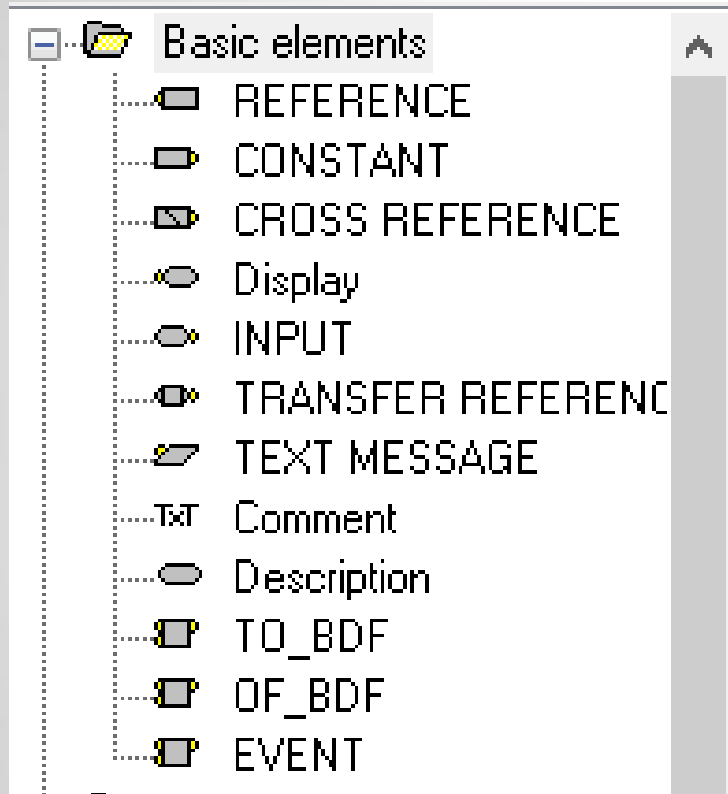 Basic elements
REFERENCE
CONSTANT
CROSS REFERENCE
Display
INPUT
TRANSFER REFERENC
TEXT MESSAGE
TxT Comment
Description
TO_BDF
OF_BDF
EVENT